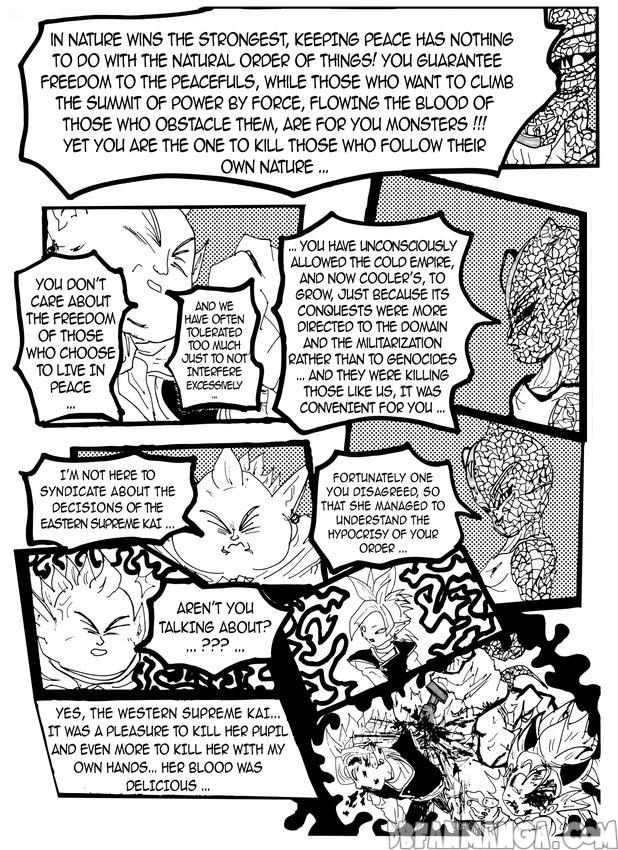 IN NATURE WINS THE STRONGEST, KEEPING PEACE HAS NOTHING
TO DO WITH THE NATURAL ORDER OF THINGS! YOU GUARANTEE
FREEDOM TO THE PEACEFULS, WHILE THOSE WHO WANT TO CLIMB
THE SUMMIT OF POWER BY FORCE, FLOWING THE BLOOD OF
THOSE WHO OBSTACLE THEM, ARE FOR YOU MONSTERS !!!
YET YOU ARE THE ONE TO KILL THOSE WHO FOLLOW THEIR
OWN NATURE ...
YOU DON'T
CARE ABOUT
THE FREEDOM
OF THOSE
WHO CHOOSE
TO LIVE IN
PEACE
...
AND WE
HAVE OFTEN
TOLERATED
TOO MUCH
JUST TO NOT
INTERFERE
EXCESSIVELY
...
... YOU HAVE UNCONSCIOUSLY
ALLOWED THE COLD EMPIRE,
AND NOW COOLER'S, TO
GROW, JUST BECAUSE ITS
CONQUESTS WERE MORE
DIRECTED TO THE DOMAIN
AND THE MILITARIZATION
RATHER THAN TO GENOCIDES
... AND THEY WERE KILLING
THOSE LIKE US, IT WAS
CONVENIENT FOR YOU ...
I'M NOT HERE TO
SYNDICATE ABOUT THE
DECISIONS OF THE
EASTERN SUPREME KAI ...
FORTUNATELY ONE
YOU DISAGREED, SO
THAT SHE MANAGED TO
UNDERSTAND THE
HYPOCRISY OF YOUR
ORDER ...
AREN'T YOU
TALKING ABOUT?
... ??? ...
YES, THE WESTERN SUPREME KAI...
IT WAS A PLEASURE TO KILL HER PUPIL
AND EVEN MORE TO KILL HER WITH MY
OWN HANDS... HER BLOOD WAS
DELICIOUS ...
DBFANMANGA.COM